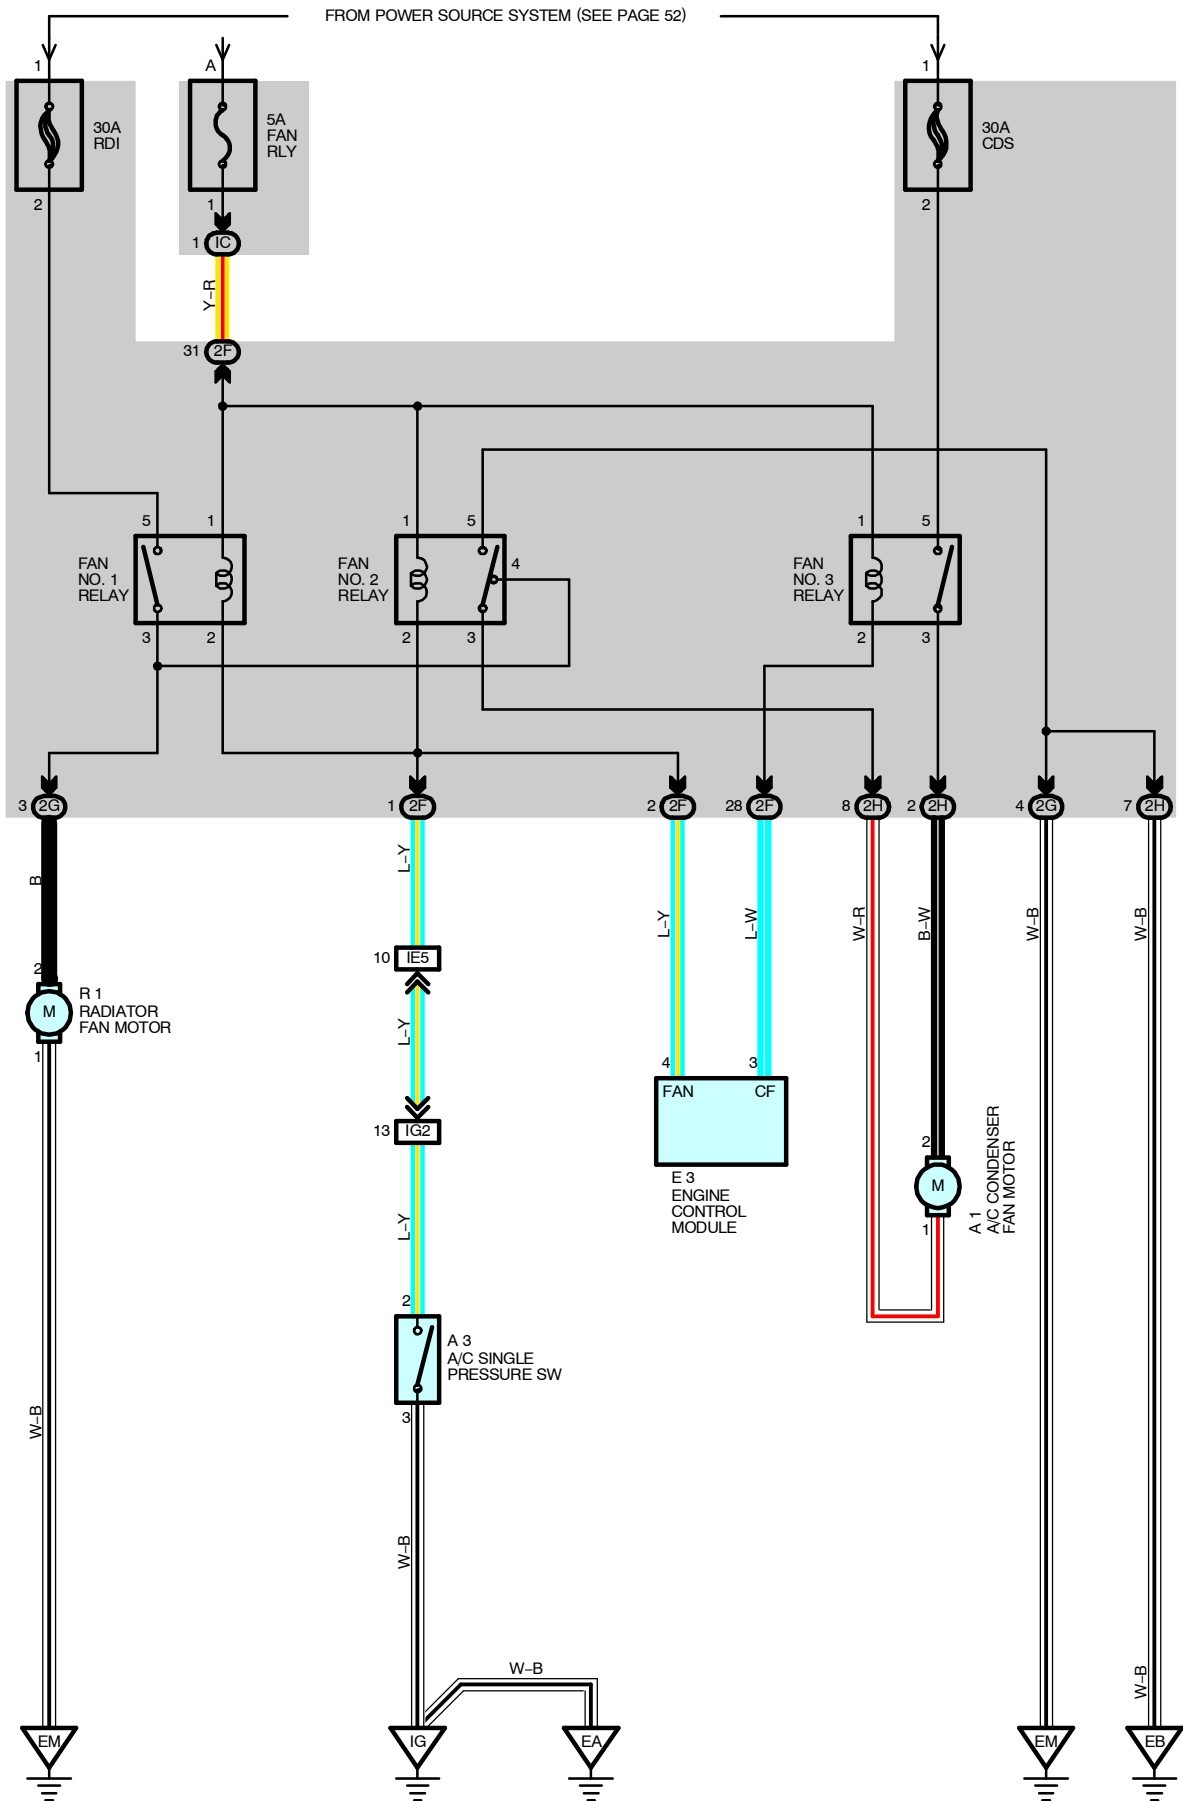 FROM POWER SOURCE SYSTEM (SEE PAGE 52)
1
A
1
30A
RDI
5A
FAN
RLY
30A
CDS
2
1
2
1 IC
Y–R
31 2F
5
1
1
5
1
5
FAN
NO. 1
RELAY
FAN
NO. 2
RELAY
4
FAN
NO. 3
RELAY
3
2
2
3
2
3
3 2G
1 2F
2 2F
28 2F
8 2H
2 2H
4 2G
7 2H
B
L–Y
L–Y
L–W
W–R
B–W
W–B
W–B
10 IE5
2
M
R 1
RADIATOR
FAN MOTOR
1
L–Y
4
3
FAN
CF
13 IG2
E 3
ENGINE
CONTROL
MODULE
2
M
1
A 1
A/C CONDENSER
FAN MOTOR
L–Y
2
A 3
A/C SINGLE
PRESSURE SW
3
W–B
W–B
W–B
W–B
EM
IG
EA
EM
EB